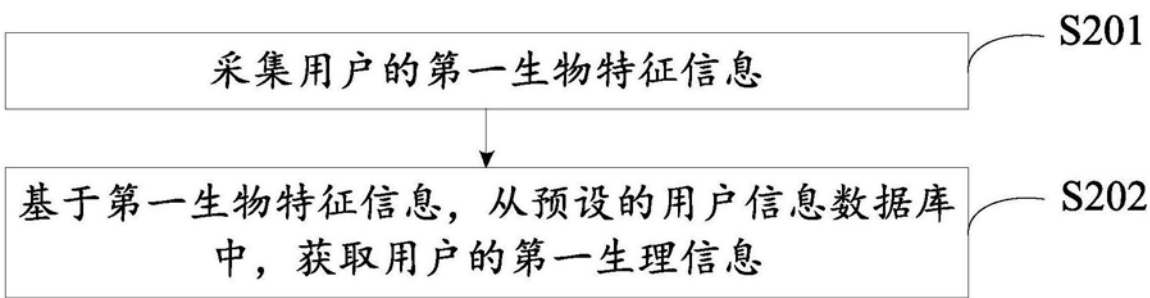 S201
采集用户的第一生物特征信息
S202
基于第一生物特征信息，从预设的用户信息数据库
中，获取用户的第一生理信息